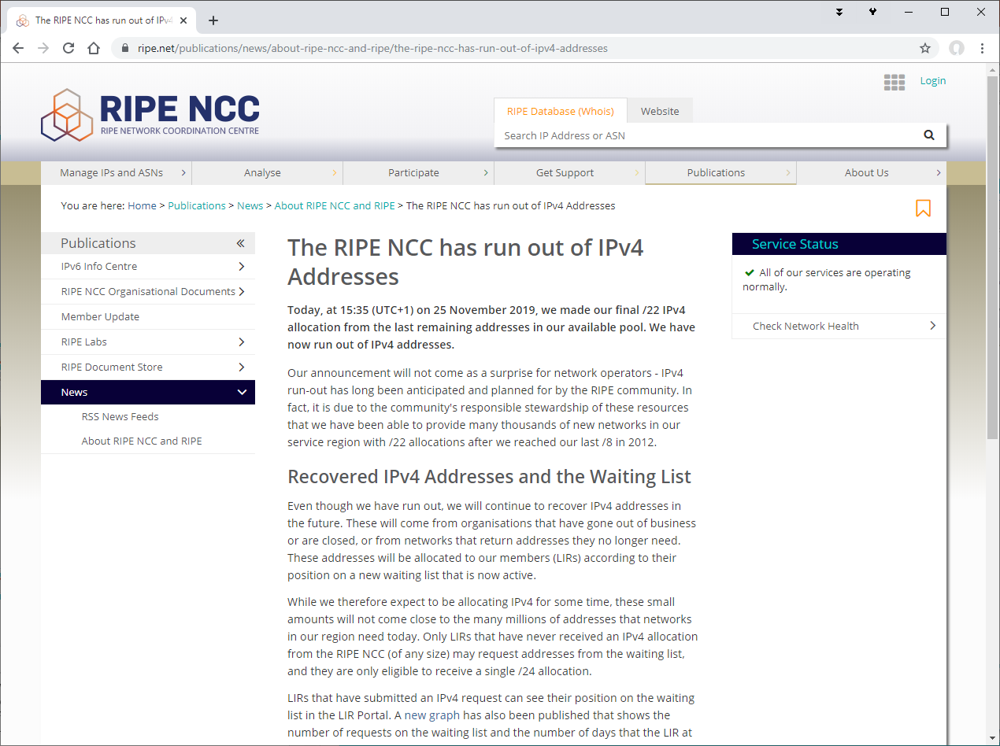 The RIPE NCC has run out of IPv4
ripe.net/publications/news/about-ripe-ncc-and-ripe/the-ripe-ncc-has-run-out-of-ipv4-addresses
Login
RIPE NCC
RIPE NETWORK COORDINATION CENTRE
RIPE Database (Whois) Website
Search IP Address or ASN
Manage IPs and ASNs > Analyse > Participate > Get Support > Publications > About Us >
You are here: Home > Publications > News > About RIPE NCC and RIPE > The RIPE NCC has run out of IPv4 Addresses
Publications «
IPv6 Info Centre >
RIPE NCC Organisational Documents >
Member Update
RIPE Labs >
RIPE Document Store >
News
RSS News Feeds
About RIPE NCC and RIPE
The RIPE NCC has run out of IPv4
Addresses
Today, at 15:35 (UTC+1) on 25 November 2019, we made our final /22 IPv4
allocation from the last remaining addresses in our available pool. We have
now run out of IPv4 addresses.
Our announcement will not come as a surprise for network operators - IPv4
run-out has long been anticipated and planned for by the RIPE community. In
fact, it is due to the community's responsible stewardship of these resources
that we have been able to provide many thousands of new networks in our
service region with /22 allocations after we reached our last /8 in 2012.
Recovered IPv4 Addresses and the Waiting List
Even though we have run out, we will continue to recover IPv4 addresses in
the future. These will come from organisations that have gone out of business
or are closed, or from networks that return addresses they no longer need.
These addresses will be allocated to our members (LIRs) according to their
position on a new waiting list that is now active.
While we therefore expect to be allocating IPv4 for some time, these small
amounts will not come close to the many millions of addresses that networks
in our region need today. Only LIRs that have never received an IPv4 allocation
from the RIPE NCC (of any size) may request addresses from the waiting list,
and they are only eligible to receive a single /24 allocation.
LIRs that have submitted an IPv4 request can see their position on the waiting
list in the LIR Portal. A new graph has also been published that shows the
number of requests on the waiting list and the number of days that the LIR at
Service Status
All of our services are operating
normally.
Check Network Health >